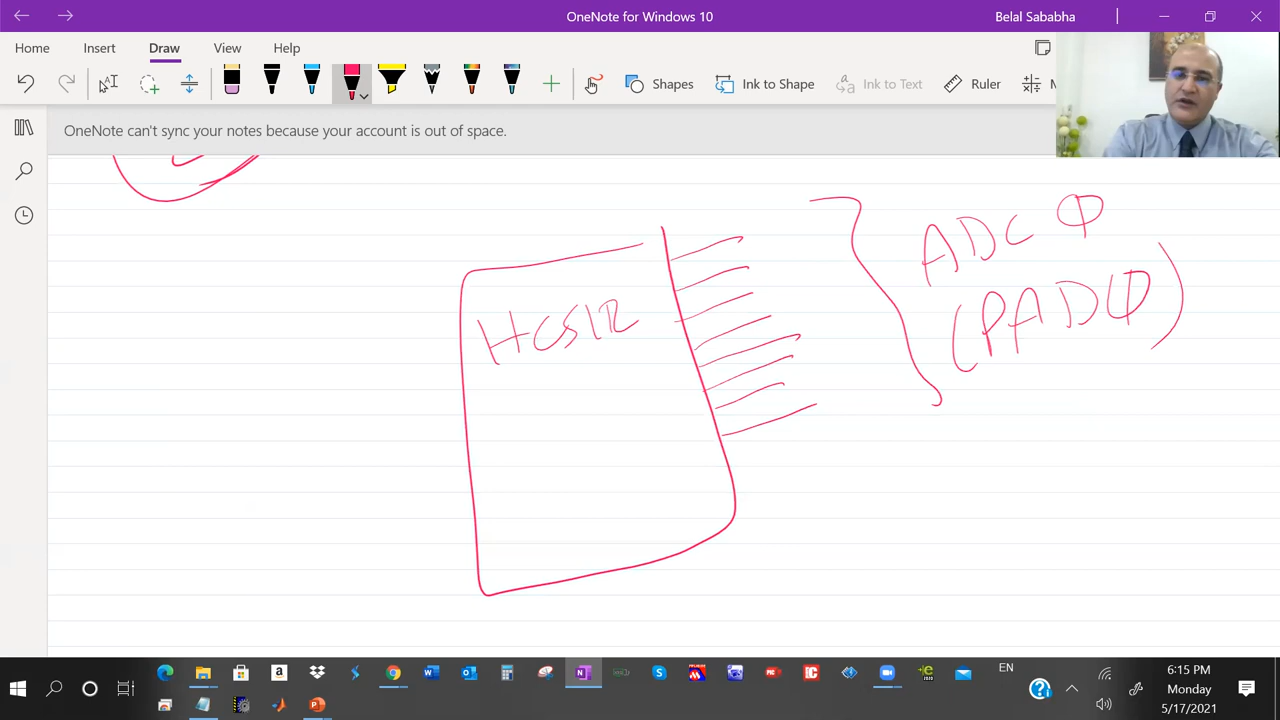 OneNote for Windows 10
Belal Sababha
Home Insert Draw View Help
Shapes Ink to Shape Ink to Text Ruler M
OneNote can't sync your notes because your account is out of space.
ADC Φ
(PADΦ)
HCS12
EN
6:15 PM
Monday
5/17/2021